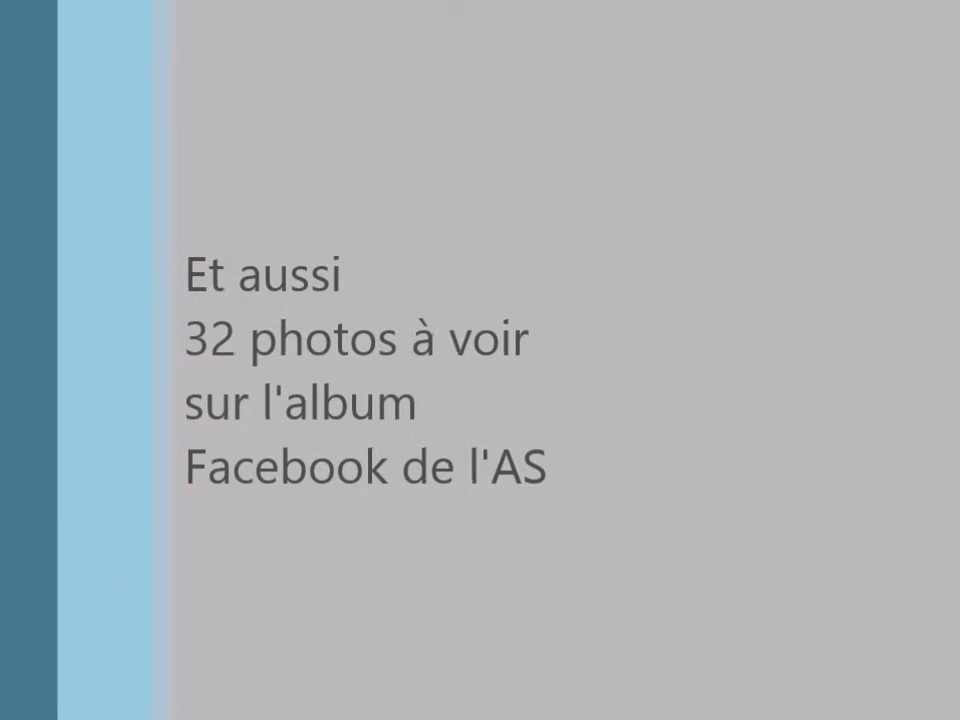 Et aussi
32 photos à voir
sur l'album
Facebook de l'AS